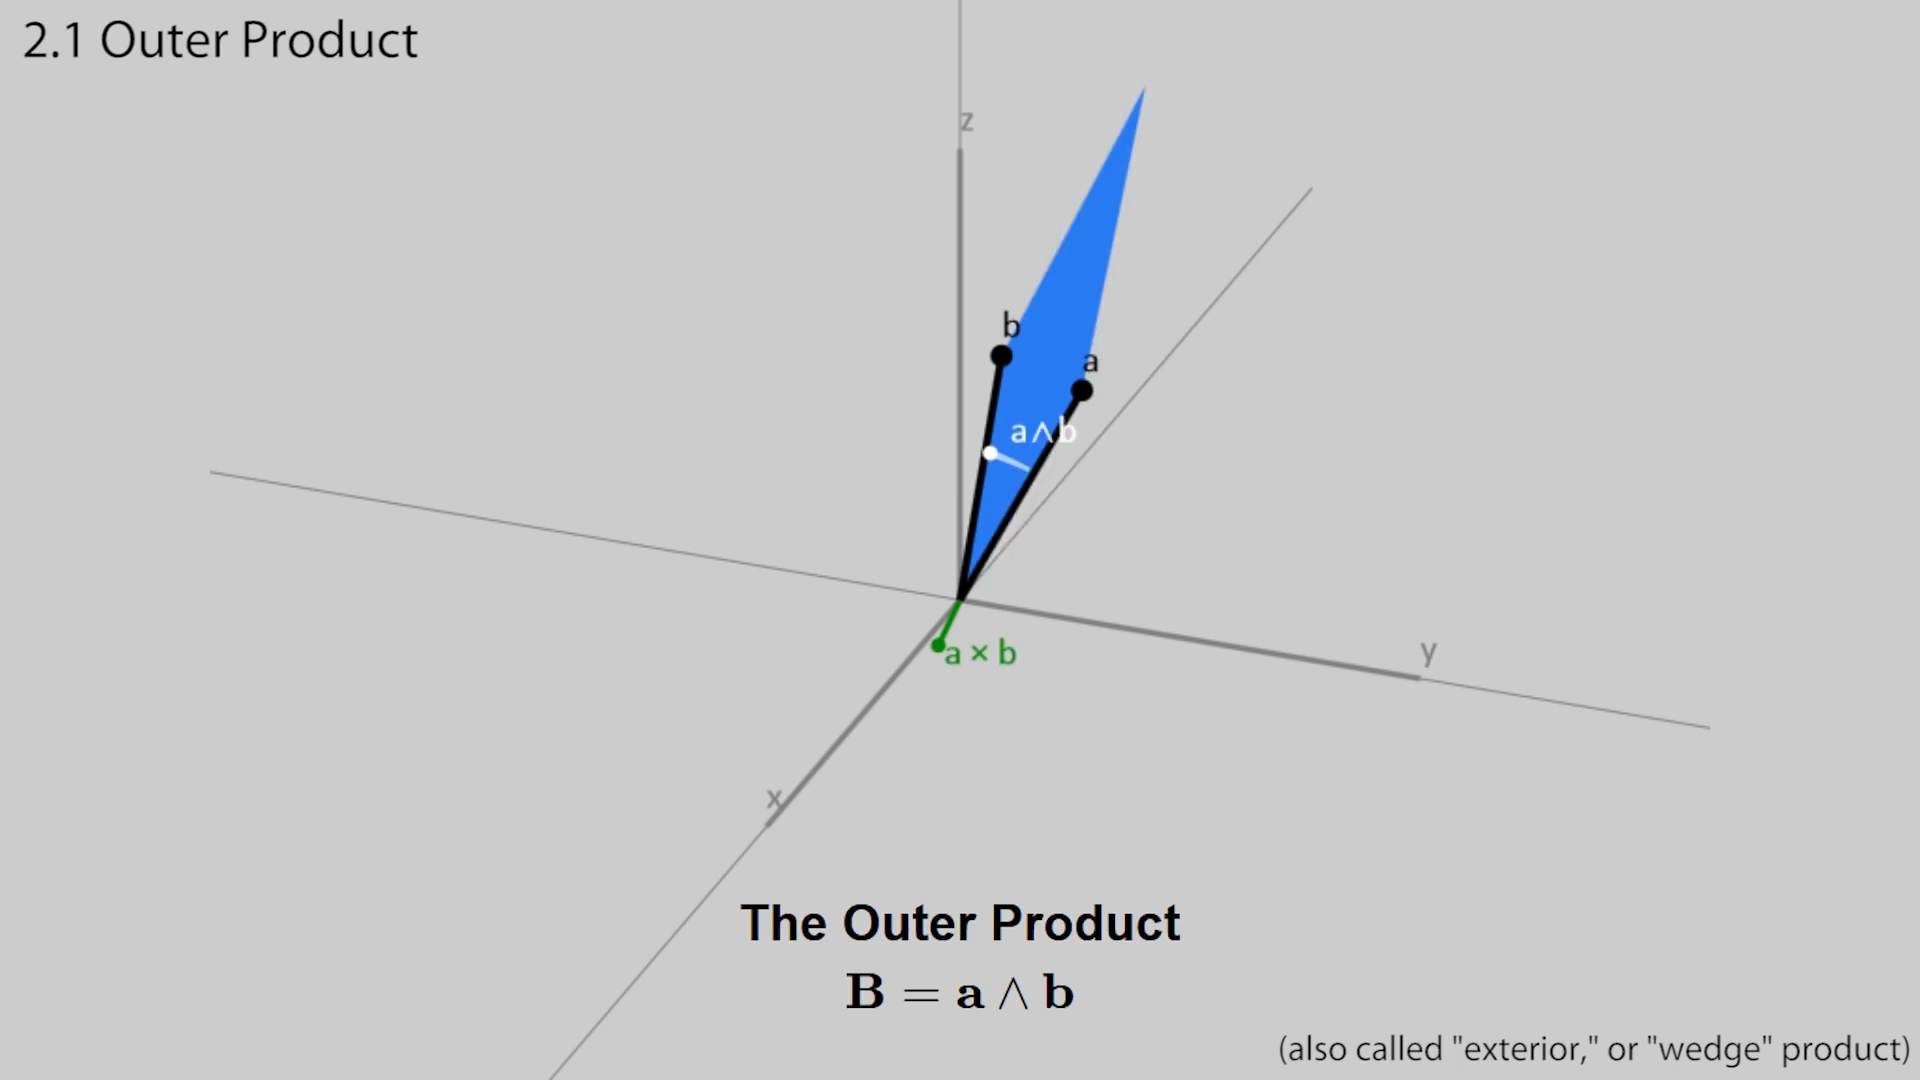 2.1 Outer Product
z
b
a
a∧b
a × b
y
x
The Outer Product
B = a ∧ b
(also called "exterior," or "wedge" product)